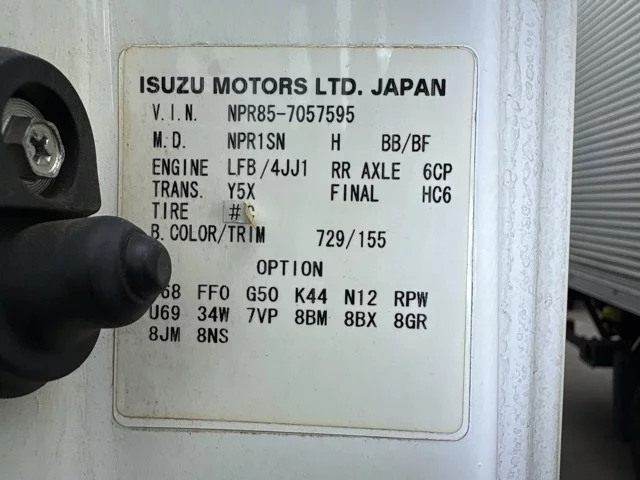 ISUZU MOTORS LTD. JAPAN
V.I.N. NPR85-7057595
M.D. NPR1SN H BB/BF
ENGINE LFB/4JJ1 RR AXLE 6CP
TRANS. Y5X FINAL HC6
TIRE #
B.COLOR/TRIM 729/155
OPTION
FF0 G50 K44 N12 RPW
U69 34W 7VP 8BM 8BX 8GR
8JM 8NS